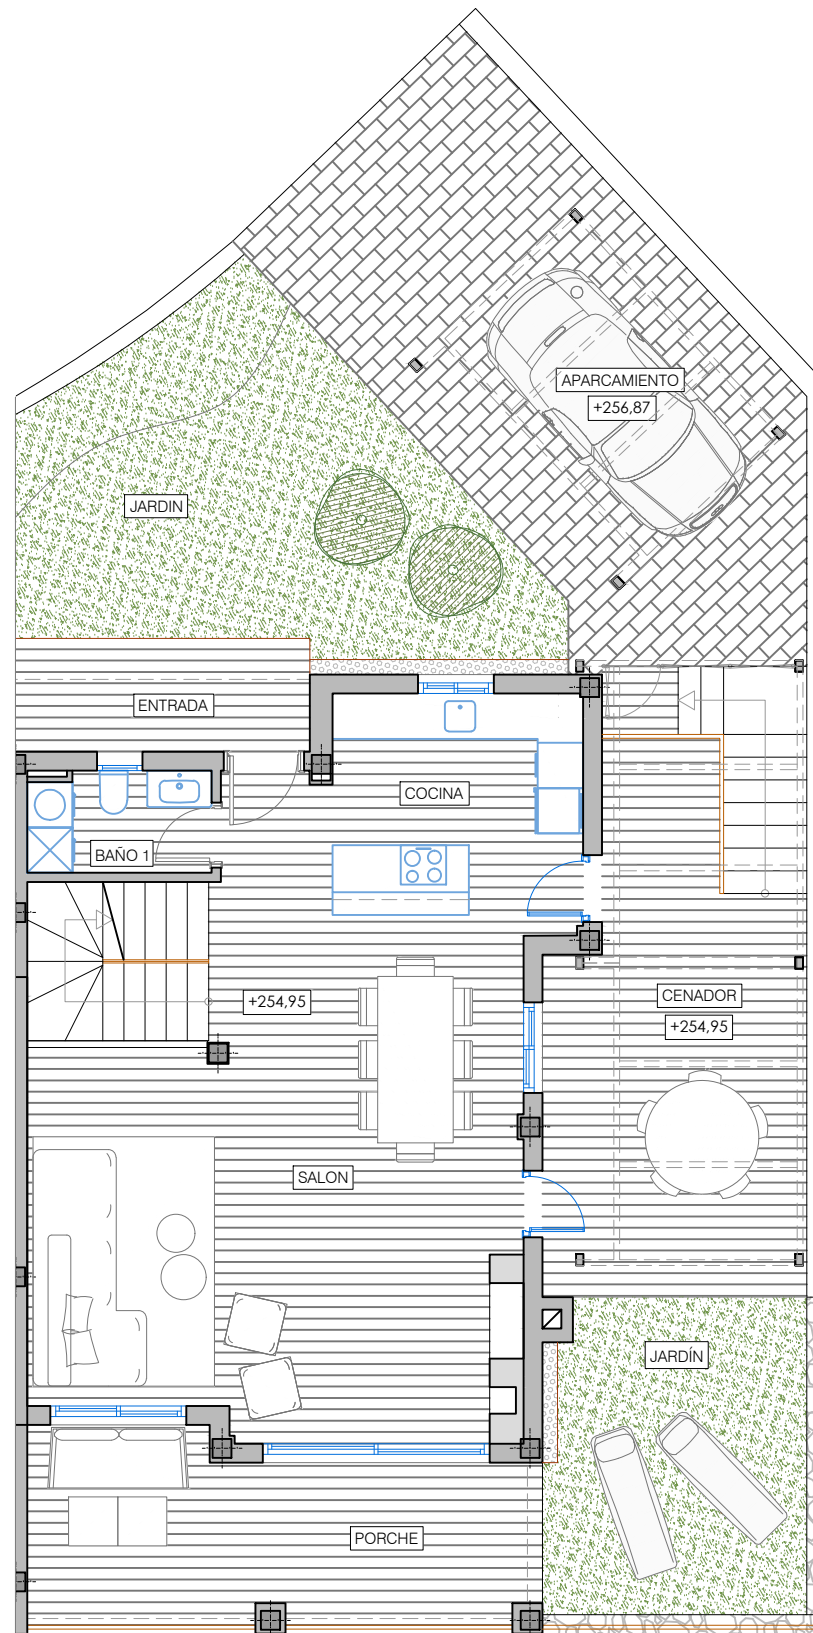 APARCAMIENTO
+256,87
JARDIN
ENTRADA
COCINA
BAÑO 1
CENADOR
+254,95
+254,95
SALON
JARDÍN
PORCHE